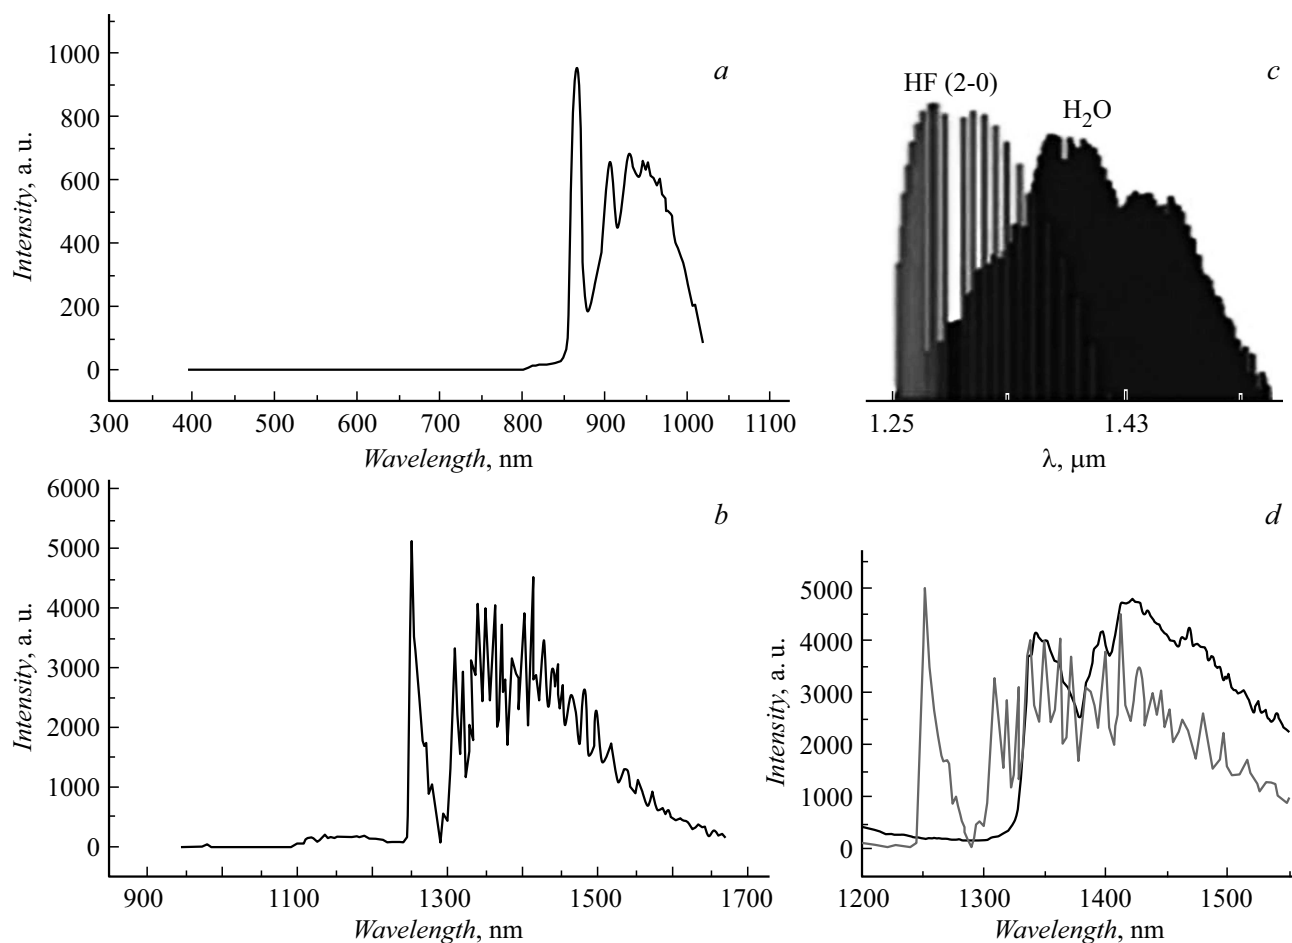 a
1000
800
600
400
200
0
Intensity, a. u.
300 400 500 600 700 800 900 1000 1100
Wavelength, nm
c
HF (2-0)
H₂O
1.25 1.43
λ, μm
b
6000
5000
4000
3000
2000
1000
0
Intensity, a. u.
900 1100 1300 1500 1700
Wavelength, nm
d
5000
4000
3000
2000
1000
0
Intensity, a. u.
1200 1300 1400 1500
Wavelength, nm